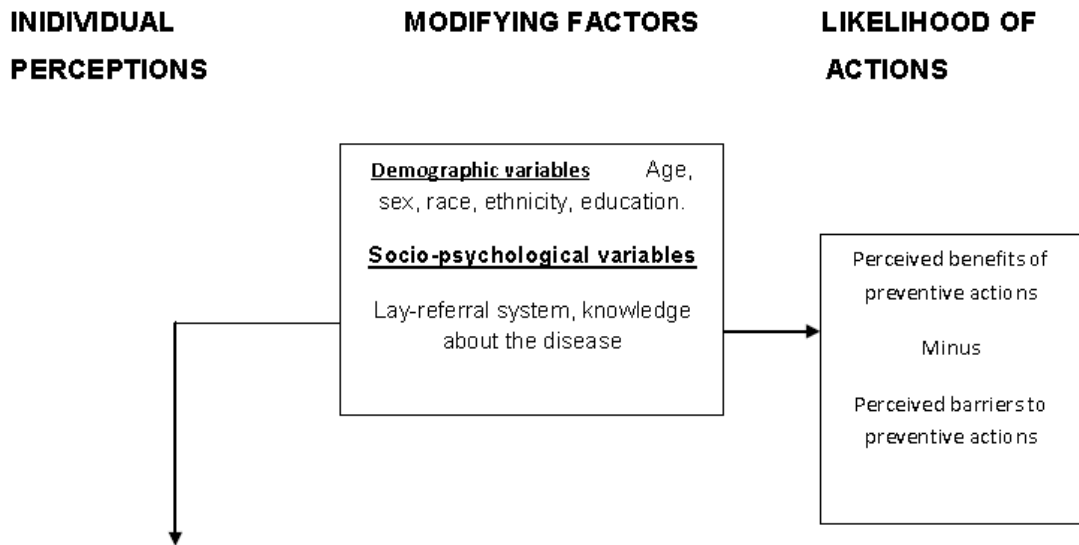 INIDIVIDUAL
PERCEPTIONS
MODIFYING FACTORS
LIKELIHOOD OF
ACTIONS
Demographic variables Age,
sex, race, ethnicity, education.
Socio-psychological variables
Lay-referral system, knowledge
about the disease
Perceived benefits of
preventive actions
Minus
Perceived barriers to
preventive actions